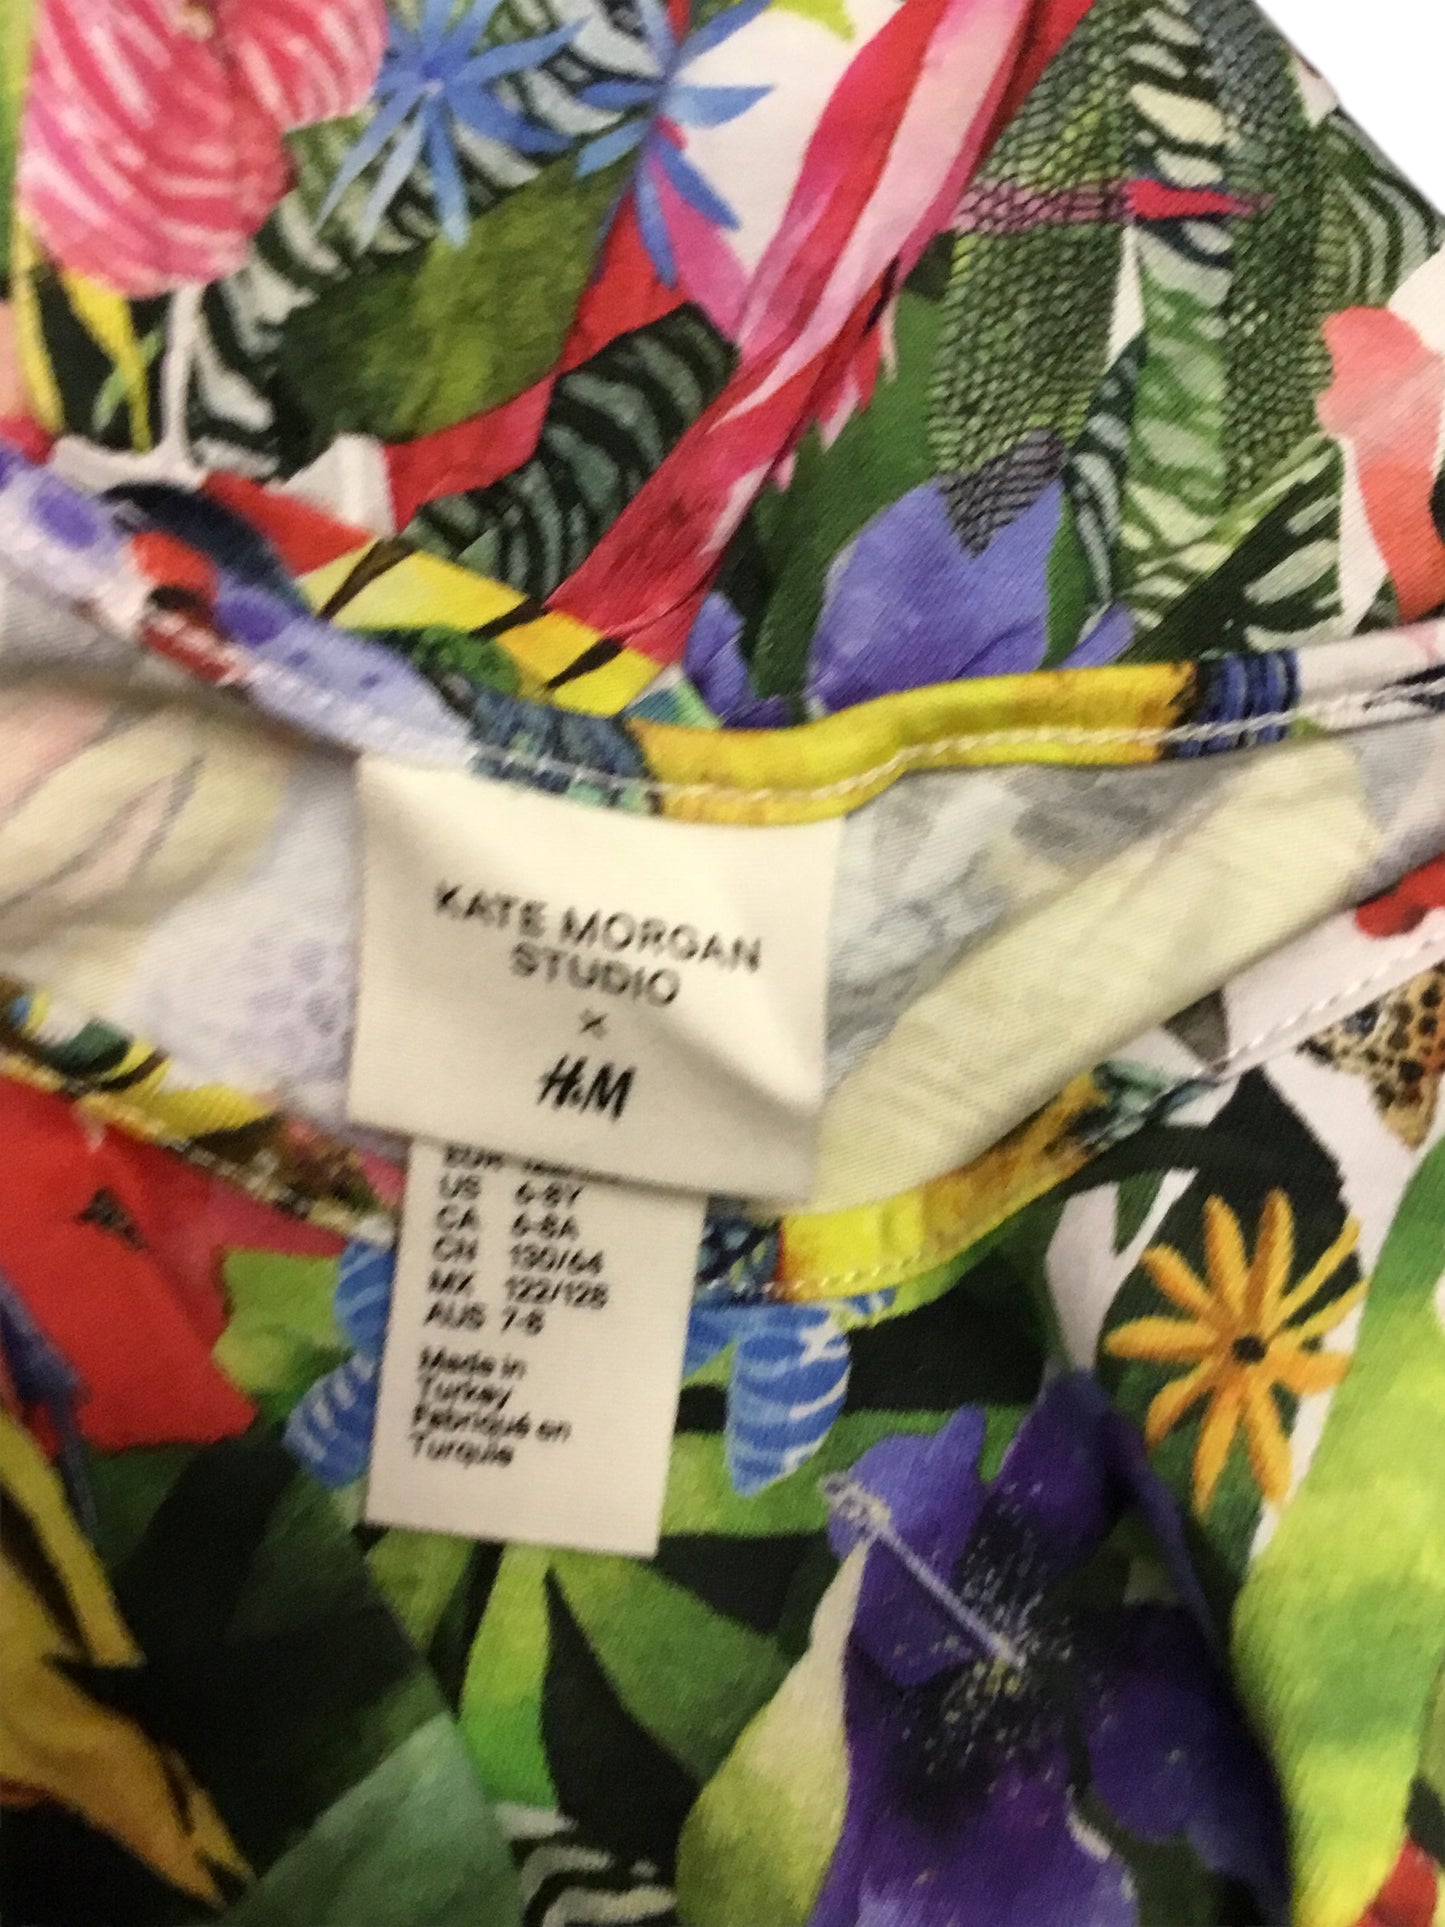 KATE MORGAN
STUDIO
×
H&M
EUR
US 6-8Y
CA 6-8A
CN 130/64
MX 122/128
AUS 7-8
Made in
Turkey
Fabriqué en
Turquie